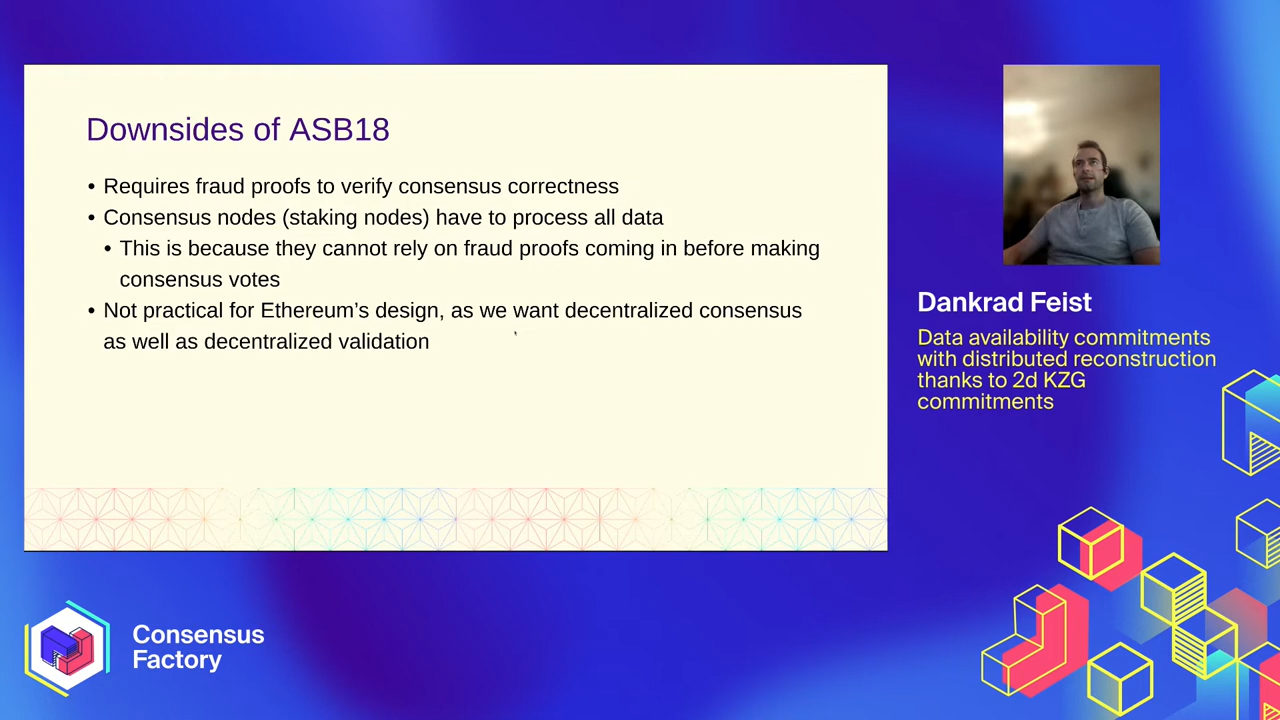 Downsides of ASB18
• Requires fraud proofs to verify consensus correctness
• Consensus nodes (staking nodes) have to process all data
• This is because they cannot rely on fraud proofs coming in before making
consensus votes
• Not practical for Ethereum’s design, as we want decentralized consensus
as well as decentralized validation
Dankrad Feist
Data availability commitments
with distributed reconstruction
thanks to 2d KZG
commitments
Consensus
Factory